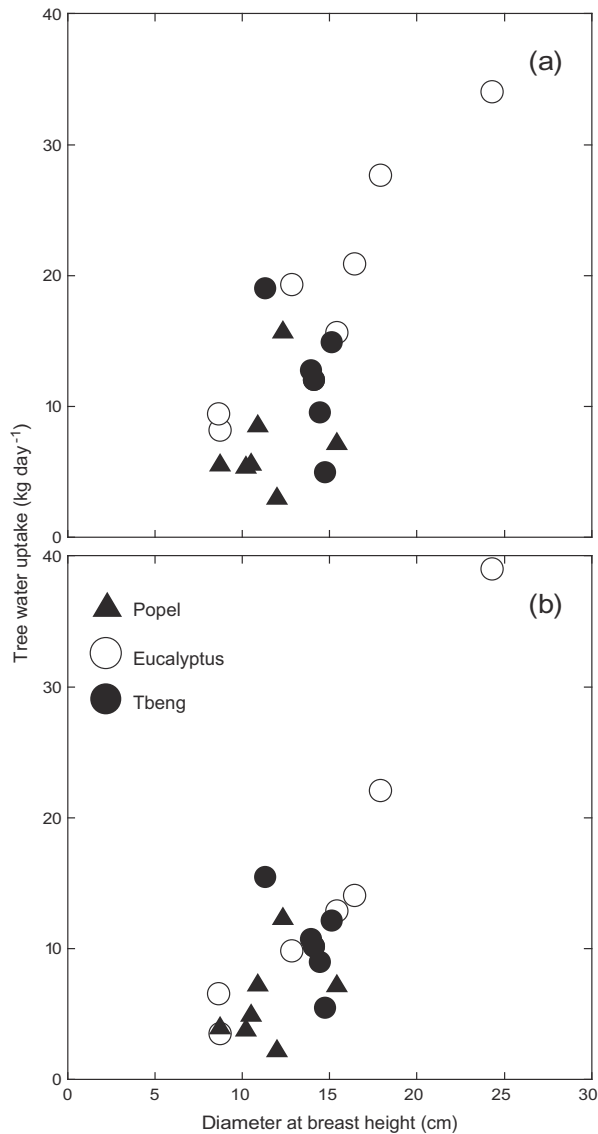 40
(a)
30
20
10
0
Tree water uptake (kg day⁻¹)
40
(b)
Popel
30
Eucalyptus
Tbeng
20
10
0
0 5 10 15 20 25 30
Diameter at breast height (cm)